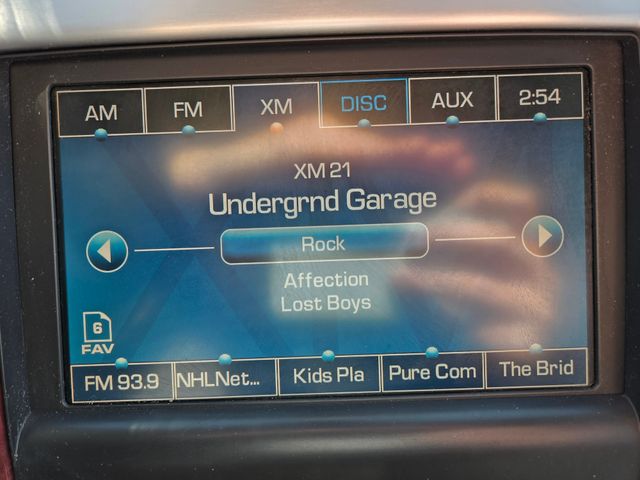 AM FM XM DISC AUX 2:54
XM 21
Undergrnd Garage
Rock
Affection
Lost Boys
6
FAV
FM 93.9 NHLNet... Kids Pla Pure Com The Brid